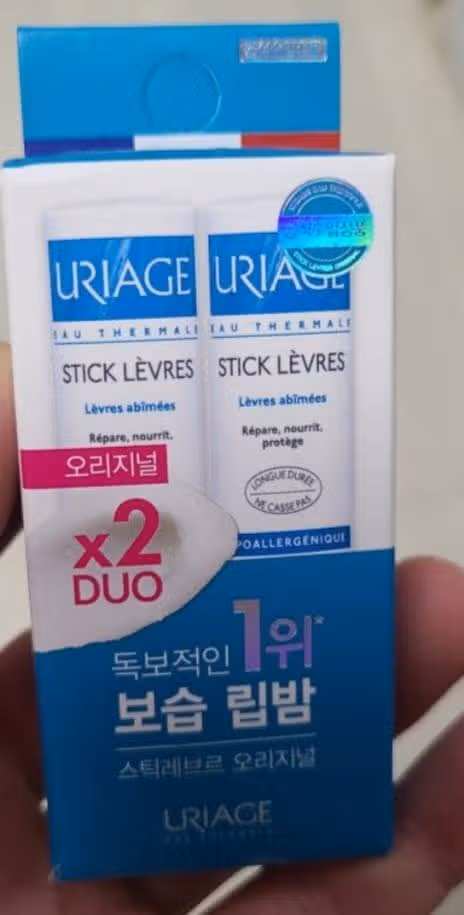 URIAGE
EAU THERMALE
STICK LÈVRES
Lèvres abîmées
Répare, nourrit.
URIAGE
EAU THERMALE
STICK LÈVRES
Lèvres abîmées
Répare, nourrit.
protège
LONGUE DURÉE
NE CASSE PAS
POALLERGÉNIQUE
오리지널
x2
DUO
독보적인 1위*
보습 립밤
스틱레브르 오리지널
URIAGE